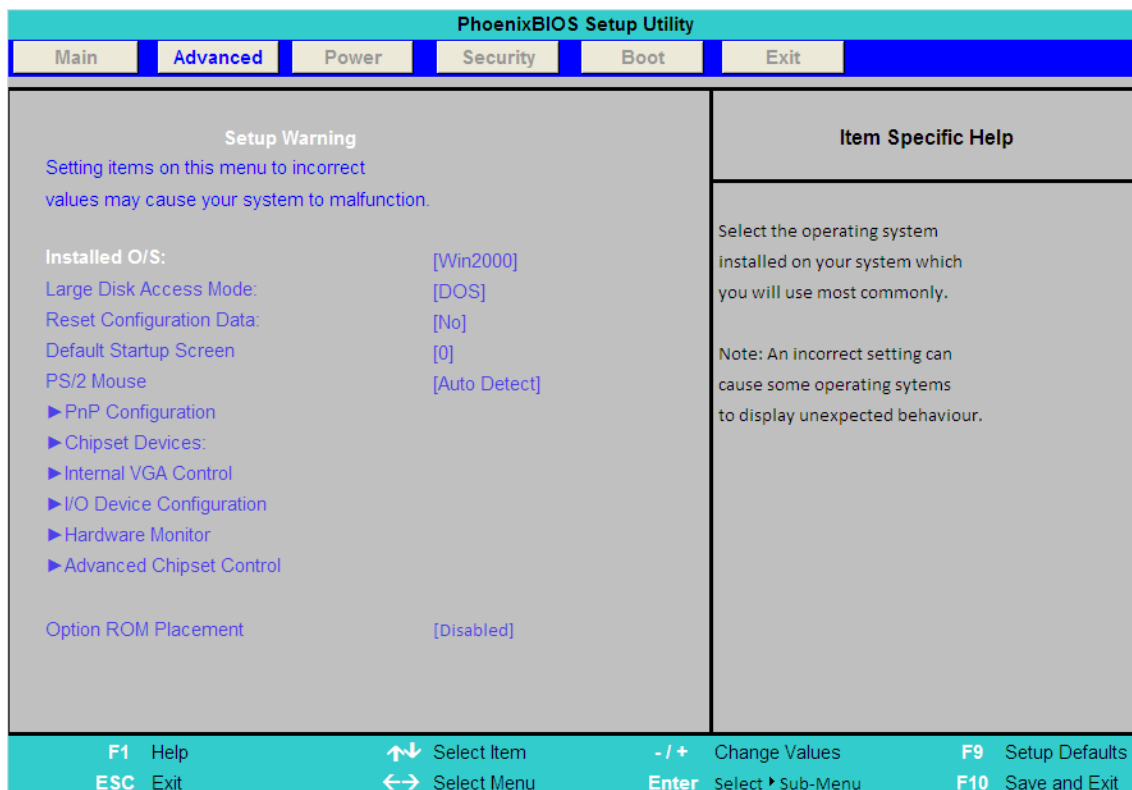 PhoenixBIOS Setup Utility
Main Advanced Power Security Boot Exit
Setup Warning
Setting items on this menu to incorrect
values may cause your system to malfunction.
Installed O/S: [Win2000]
Large Disk Access Mode: [DOS]
Reset Configuration Data: [No]
Default Startup Screen [0]
PS/2 Mouse [Auto Detect]
►PnP Configuration
►Chipset Devices:
►Internal VGA Control
►I/O Device Configuration
►Hardware Monitor
►Advanced Chipset Control
Option ROM Placement [Disabled]
Item Specific Help
Select the operating system
installed on your system which
you will use most commonly.
Note: An incorrect setting can
cause some operating sytems
to display unexpected behaviour.
F1 Help ↑↓ Select Item - / + Change Values F9 Setup Defaults
ESC Exit ←→ Select Menu Enter Select ▸ Sub-Menu F10 Save and Exit